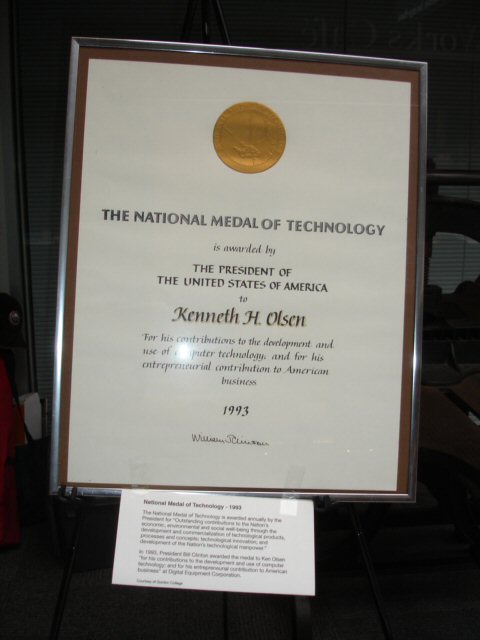 THE NATIONAL MEDAL OF TECHNOLOGY
is awarded by
THE PRESIDENT OF
THE UNITED STATES OF AMERICA
to
Kenneth H. Olsen
For his contributions to the development and
use of computer technology; and for his
entrepreneurial contribution to American
business
1993
William J. Clinton
National Medal of Technology - 1993
The National Medal of Technology is awarded annually by the
President for "Outstanding contributions to the Nation's
economic, environmental and social well-being through the
development and commercialization of technological products,
processes and concepts; technological innovation; and
development of the Nation's technological manpower."
In 1993, President Bill Clinton awarded the medal to Ken Olsen
"for his contributions to the development and use of computer
technology; and for his entrepreneurial contribution to American
business" at Digital Equipment Corporation.
Courtesy of Gordon College
works Café